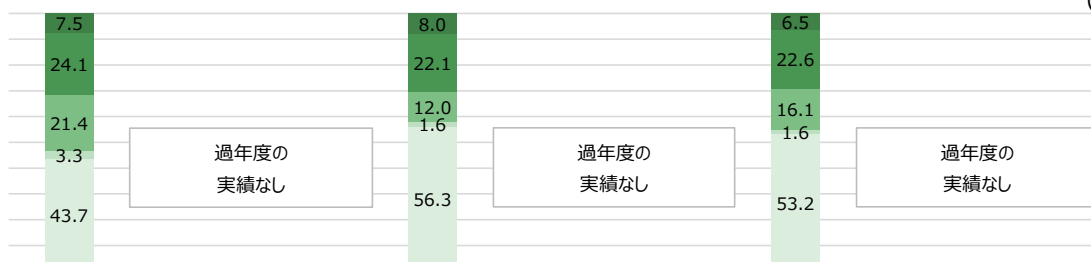 7.5
24.1
21.4
3.3
43.7
過年度の
実績なし
8.0
22.1
12.0
1.6
56.3
過年度の
実績なし
6.5
22.6
16.1
1.6
53.2
過年度の
実績なし